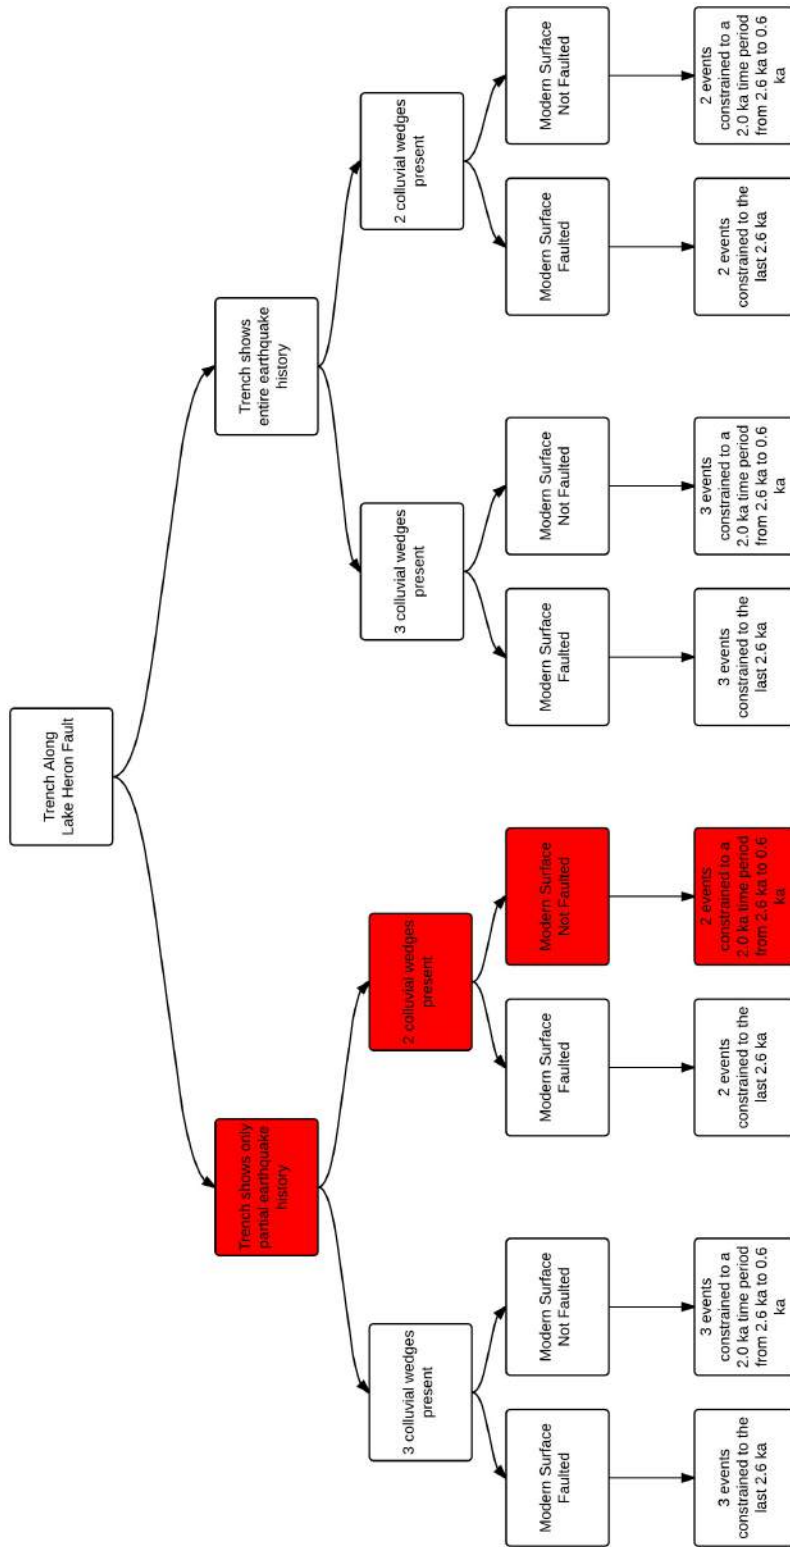 Trench Along
Lake Heron Fault
Trench shows only
partial earthquake
history
Trench shows
entire earthquake
history
3 colluvial wedges
present
2 colluvial wedges
present
3 colluvial wedges
present
2 colluvial wedges
present
Modern Surface
Faulted
Modern Surface
Not Faulted
Modern Surface
Faulted
Modern Surface
Not Faulted
Modern Surface
Faulted
Modern Surface
Not Faulted
Modern Surface
Faulted
Modern Surface
Not Faulted
3 events
constrained to the
last 2.6 ka
3 events
constrained to a
2.0 ka time period
from 2.6 ka to 0.6
ka
2 events
constrained to the
last 2.6 ka
2 events
constrained to a
2.0 ka time period
from 2.6 ka to 0.6
ka
3 events
constrained to the
last 2.6 ka
3 events
constrained to a
2.0 ka time period
from 2.6 ka to 0.6
ka
2 events
constrained to the
last 2.6 ka
2 events
constrained to a
2.0 ka time period
from 2.6 ka to 0.6
ka